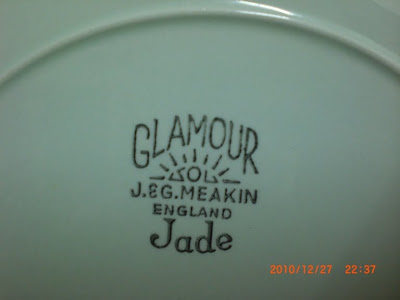 GLAMOUR
SOL
J.&G.MEAKIN
ENGLAND
Jade
2010/12/27 22:37